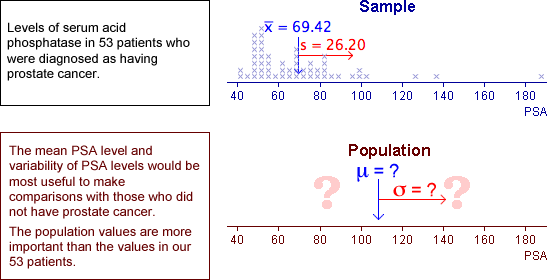 Levels of serum acid
phosphatase in 53 patients who
were diagnosed as having
prostate cancer.
Sample
x̅ = 69.42
s = 26.20
40 60 80 100 120 140 160 180
PSA
The mean PSA level and
variability of PSA levels would be
most useful to make
comparisons with those who did
not have prostate cancer.
The population values are more
important than the values in our
53 patients.
Population
? ?
μ = ?
σ = ?
40 60 80 100 120 140 160 180
PSA